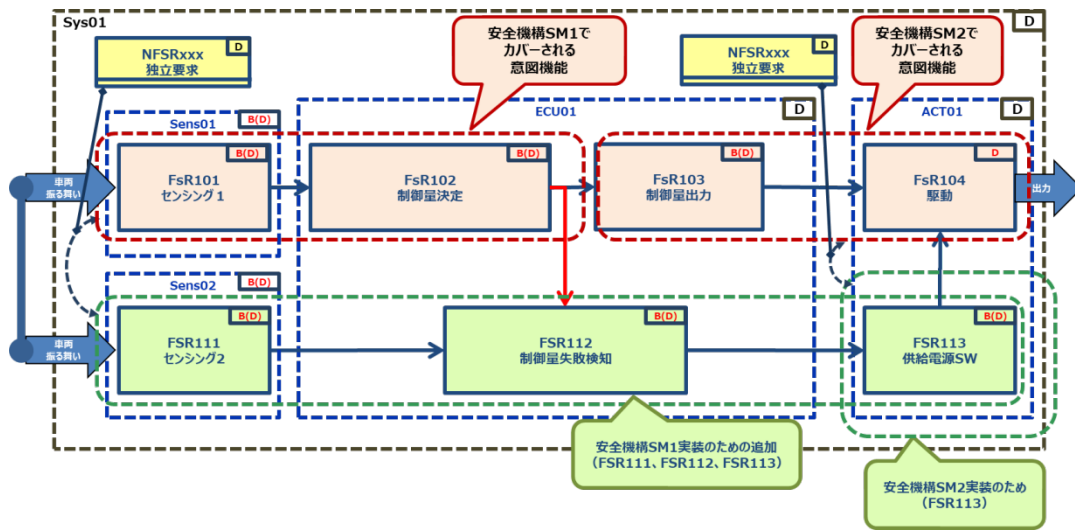 Sys01
D
NFSRxxx
独立要求
D
安全機構SM1で
カバーされる
意図機能
NFSRxxx
独立要求
D
安全機構SM2で
カバーされる
意図機能
Sens01
B(D)
ECU01
D
ACT01
D
車両
振る舞い
FsR101
センシング１
B(D)
FsR102
制御量決定
B(D)
FsR103
制御量出力
B(D)
FsR104
駆動
D
出力
Sens02
B(D)
車両
振る舞い
FSR111
センシング2
B(D)
FSR112
制御量失敗検知
B(D)
FSR113
供給電源SW
B(D)
安全機構SM1実装のための追加
（FSR111、FSR112、FSR113）
安全機構SM2実装のため
（FSR113）